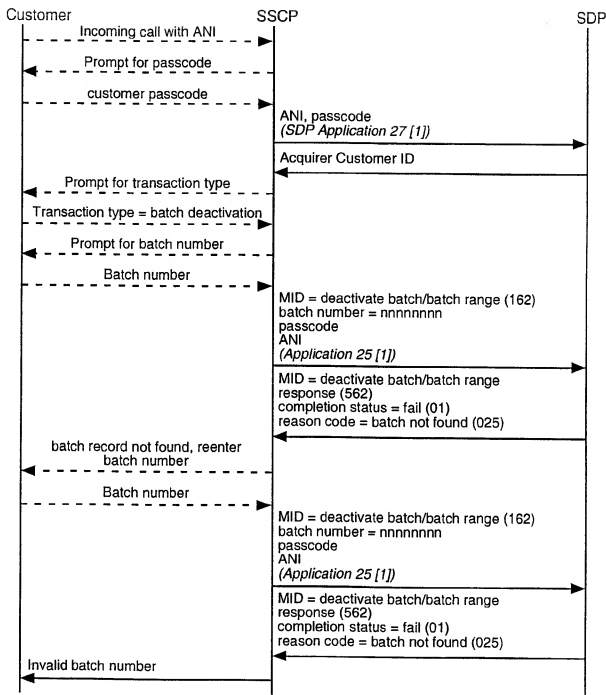 Customer
SSCP
SDP
Incoming call with ANI
Prompt for passcode
customer passcode
ANI, passcode
(SDP Application 27 [1])
Acquirer Customer ID
Prompt for transaction type
Transaction type = batch deactivation
Prompt for batch number
Batch number
MID = deactivate batch/batch range (162)
batch number = nnnnnnnn
passcode
ANI
(Application 25 [1])
MID = deactivate batch/batch range
response (562)
completion status = fail (01)
reason code = batch not found (025)
batch record not found, reenter
batch number
Batch number
MID = deactivate batch/batch range (162)
batch number = nnnnnnnn
passcode
ANI
(Application 25 [1])
MID = deactivate batch/batch range
response (562)
completion status = fail (01)
reason code = batch not found (025)
Invalid batch number